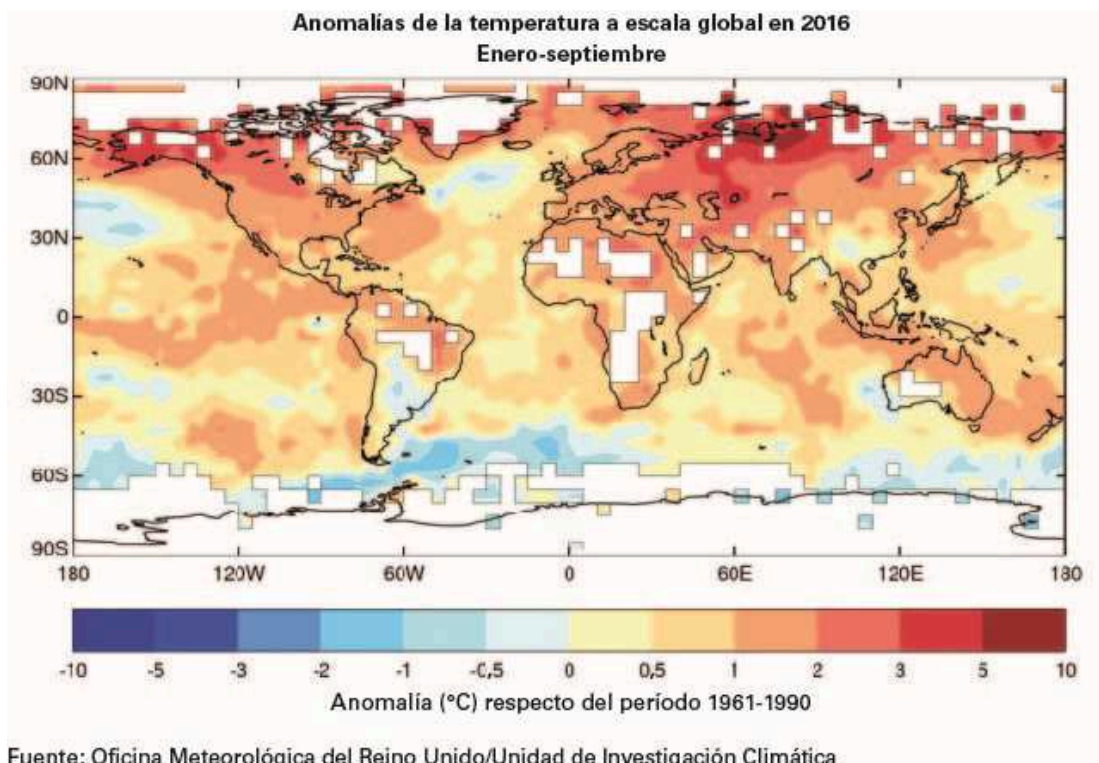 Anomalías de la temperatura a escala global en 2016
Enero-septiembre
90N
60N
30N
0
30S
60S
90S
180 120W 60W 0 60E 120E 180
-10 -5 -3 -2 -1 -0,5 0 0,5 1 2 3 5 10
Anomalía (°C) respecto del período 1961-1990
Fuente: Oficina Meteorológica del Reino Unido/Unidad de Investigación Climática